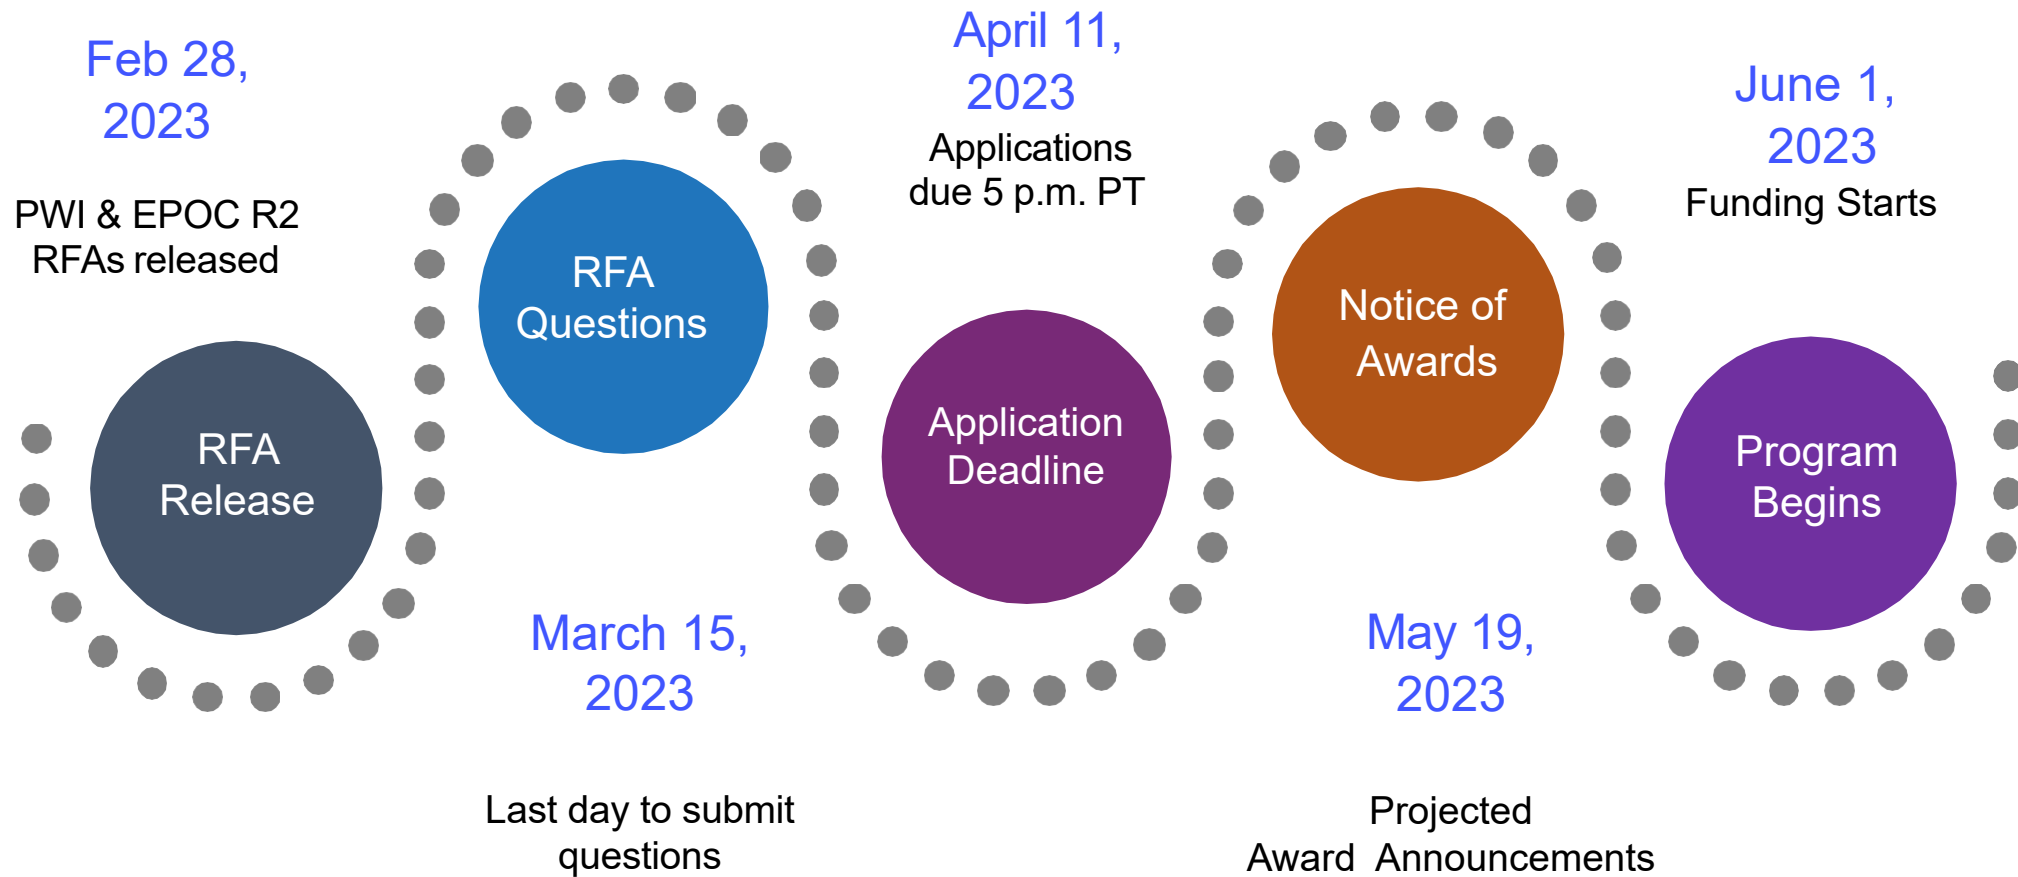 Feb 28,
2023
PWI & EPOC R2
RFAs released
RFA
Release
RFA
Questions
March 15,
2023
Last day to submit
questions
April 11,
2023
Applications
due 5 p.m. PT
Application
Deadline
Notice of
Awards
May 19,
2023
Projected
Award Announcements
June 1,
2023
Funding Starts
Program
Begins